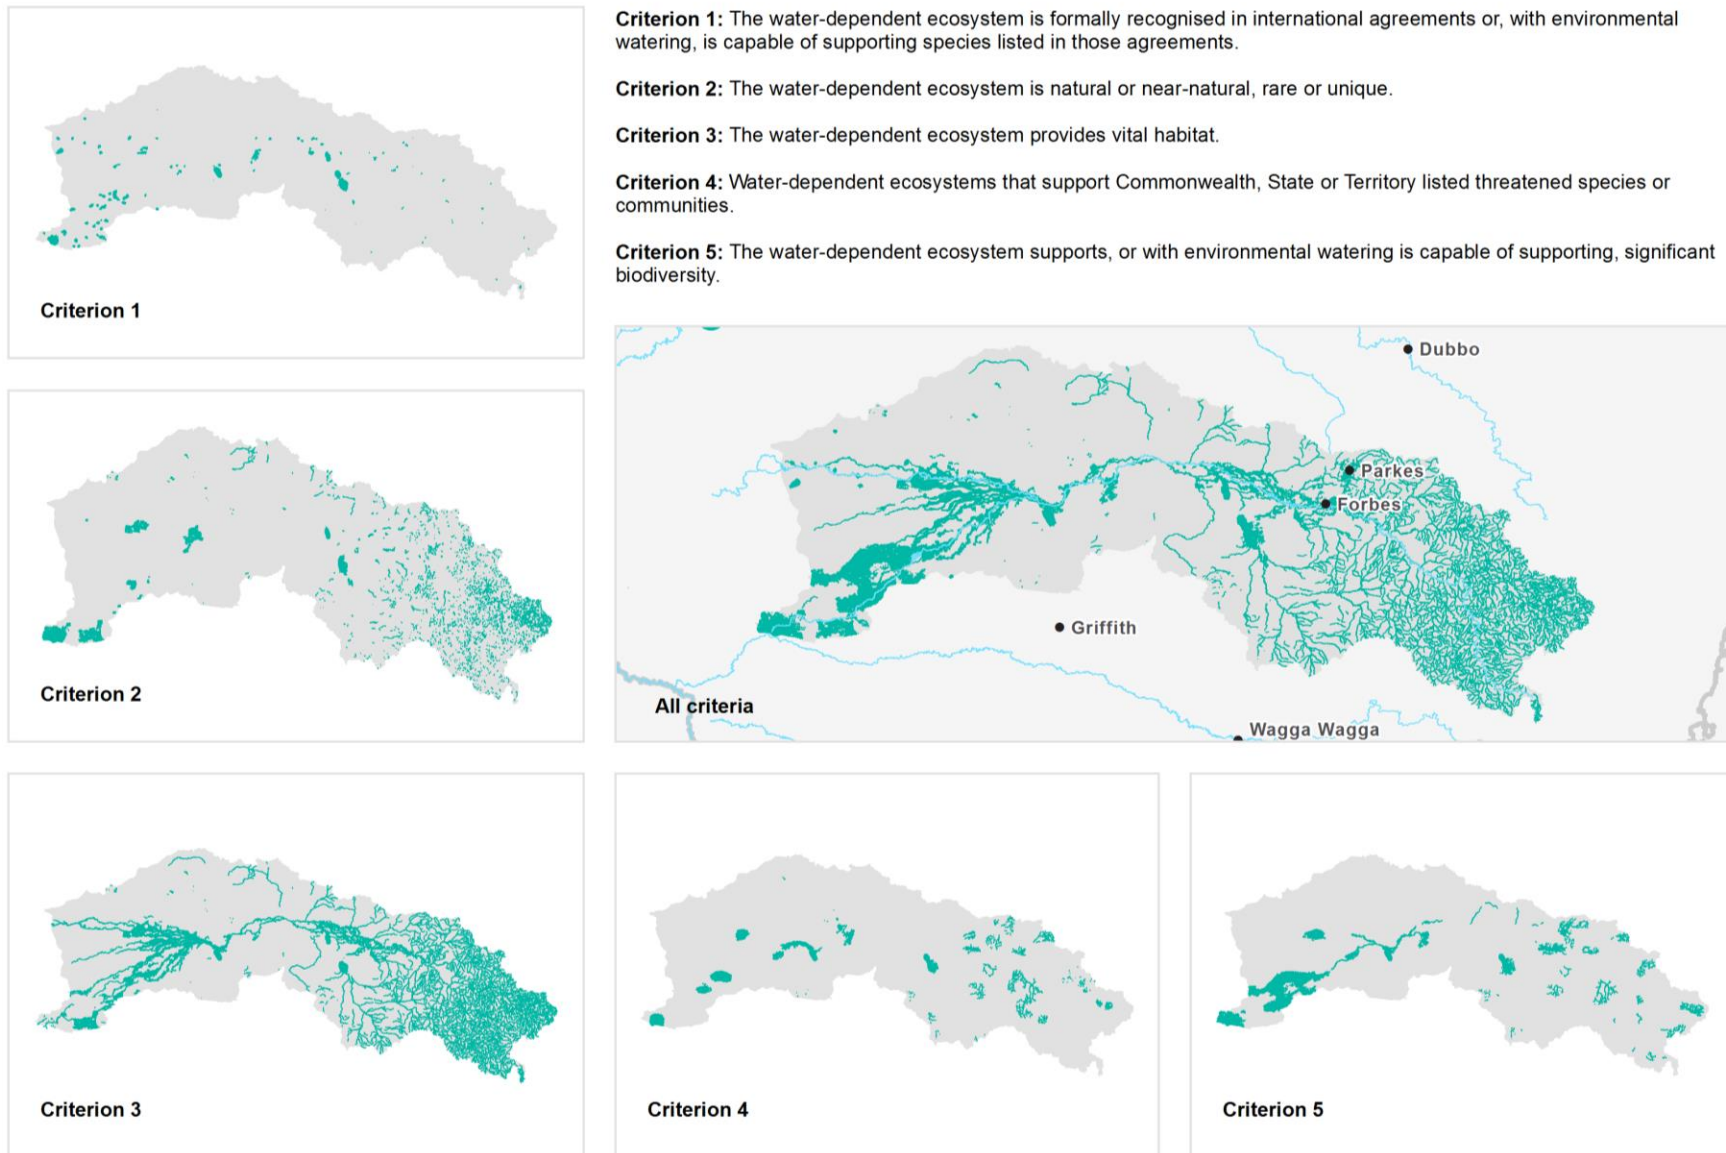 Criterion 1: The water-dependent ecosystem is formally recognised in international agreements or, with environmental
watering, is capable of supporting species listed in those agreements.
Criterion 2: The water-dependent ecosystem is natural or near-natural, rare or unique.
Criterion 3: The water-dependent ecosystem provides vital habitat.
Criterion 4: Water-dependent ecosystems that support Commonwealth, State or Territory listed threatened species or
communities.
Criterion 5: The water-dependent ecosystem supports, or with environmental watering is capable of supporting, significant
biodiversity.
Criterion 1
Dubbo
Parkes
Forbes
Griffith
All criteria
Wagga Wagga
Criterion 2
Criterion 3
Criterion 4
Criterion 5